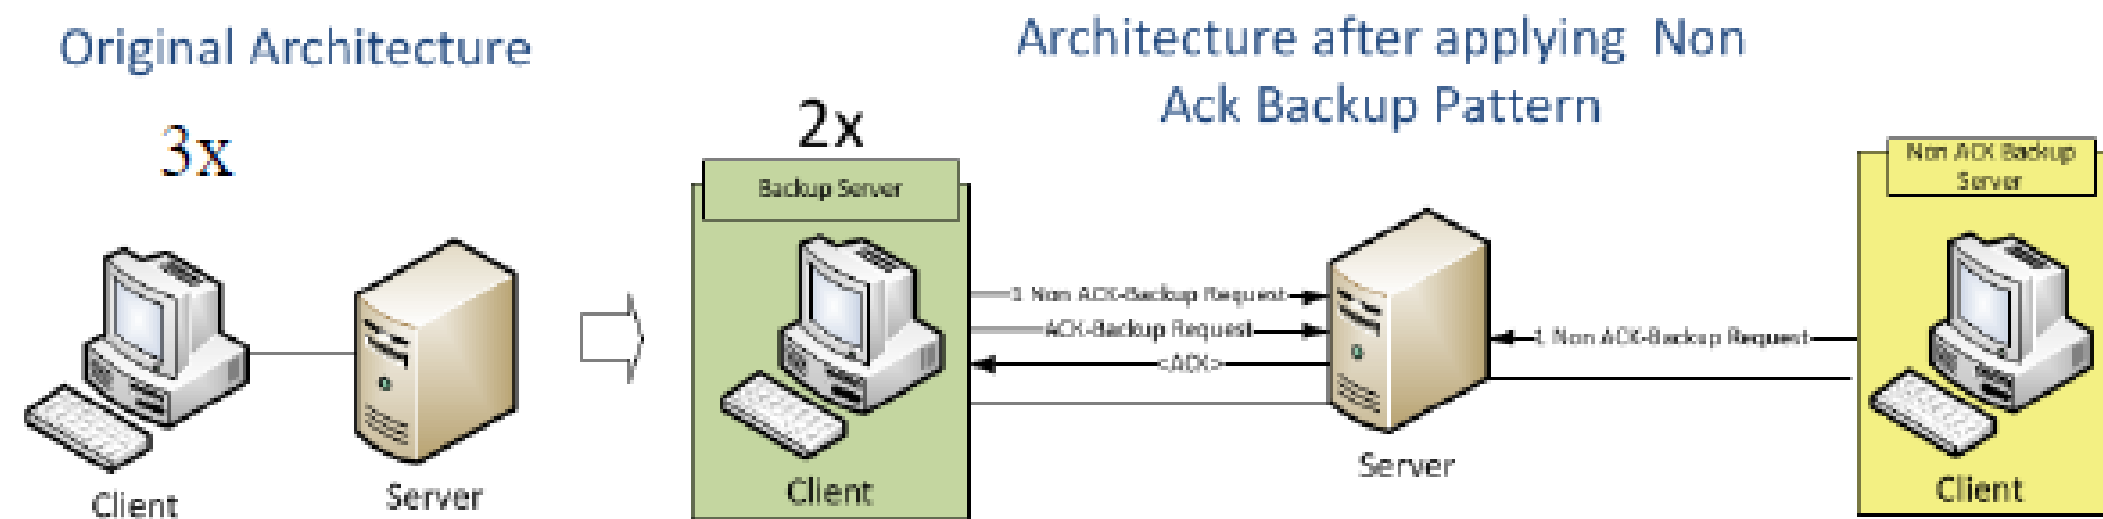 Original Architecture
3x
Client
Server
Architecture after applying Non
Ack Backup Pattern
2x
Backup Server
Client
1 Non ACK-Backup Request
ACK-Backup Request
<ACK>
Server
1 Non ACK-Backup Request
Non ACK Backup
Server
Client